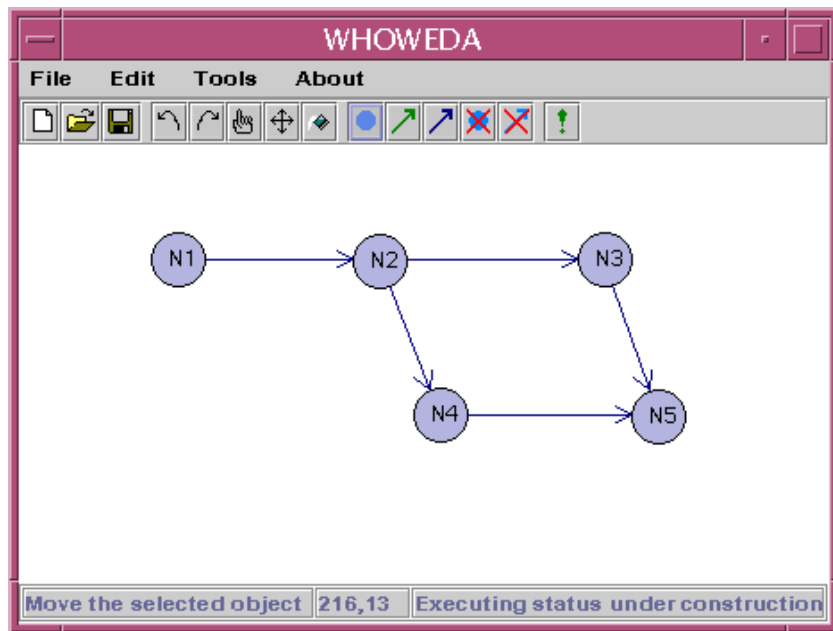 WHOWEDA
File Edit Tools About
N1 N2 N3
N4 N5
Move the selected object 216,13 Executing status under construction